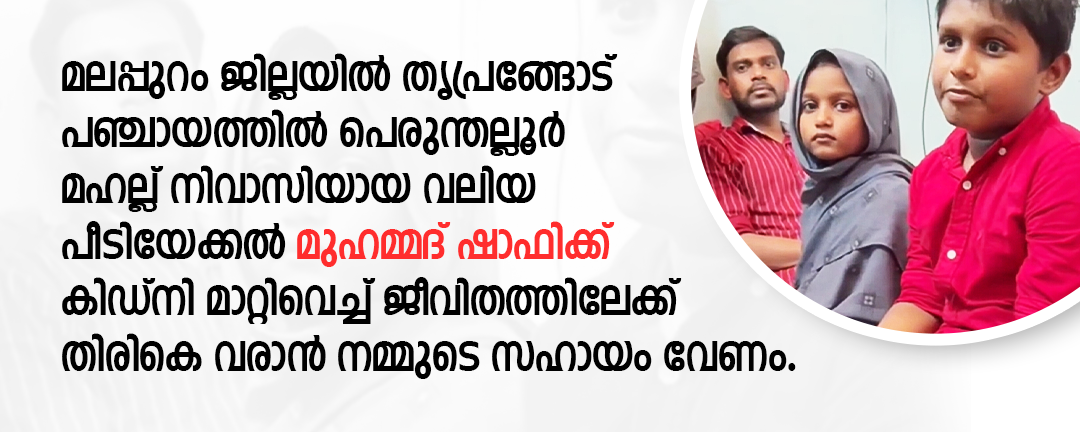 മലപ്പുറം ജില്ലയിൽ തൃപ്രങ്ങോട്
പഞ്ചായത്തിൽ പെരുന്തല്ലൂർ
മഹല്ല് നിവാസിയായ വലിയ
പീടിയേക്കൽ മുഹമ്മദ് ഷാഫിക്ക്
കിഡ്നി മാറ്റിവെച്ച് ജീവിതത്തിലേക്ക്
തിരികെ വരാൻ നമ്മുടെ സഹായം വേണം.